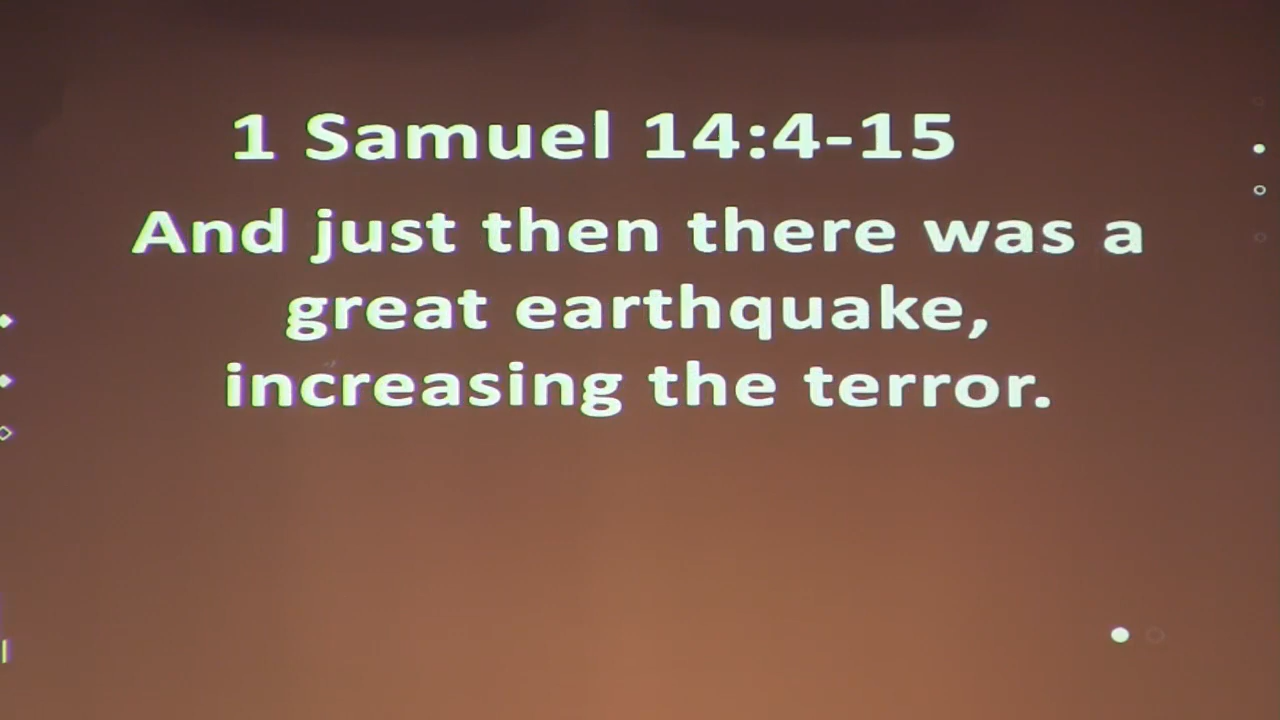 1 Samuel 14:4-15
And just then there was a
great earthquake,
increasing the terror.